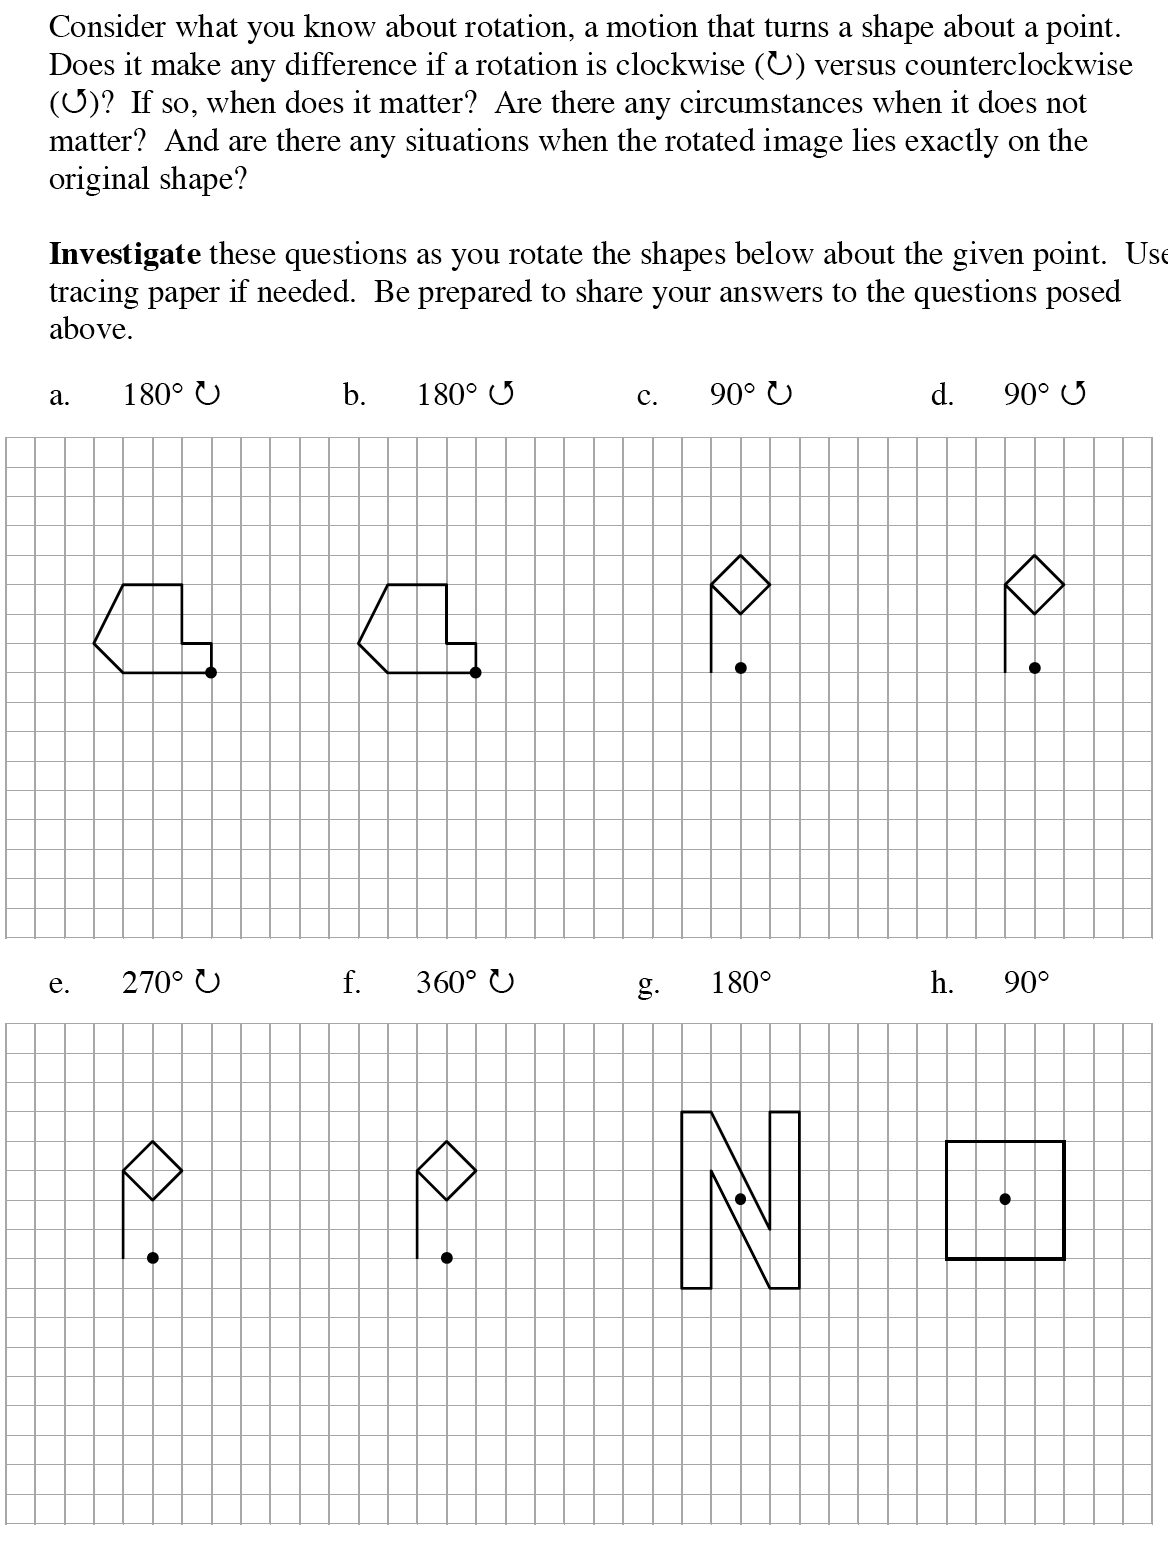 Consider what you know about rotation, a motion that turns a shape about a point.
Does it make any difference if a rotation is clockwise (↻) versus counterclockwise
(↺)?  If so, when does it matter?  Are there any circumstances when it does not
matter?  And are there any situations when the rotated image lies exactly on the
original shape?
Investigate these questions as you rotate the shapes below about the given point.  Use
tracing paper if needed.  Be prepared to share your answers to the questions posed
above.
a. 180° ↻ b. 180° ↺ c. 90° ↻ d. 90° ↺
e. 270° ↻ f. 360° ↻ g. 180° h. 90°